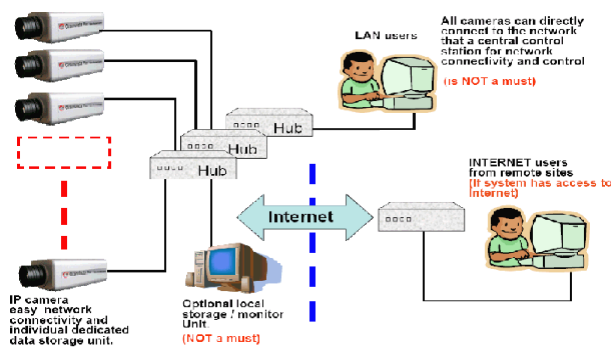 LAN users
All cameras can directly
connect to the network
that a central control
station for network
connectivity and control
(is NOT a must)
Hub
Hub
Hub
INTERNET users
from remote sites
(If system has access to
Internet)
Internet
IP camera
easy network
connectivity and
individual dedicated
data storage unit.
Optional local
storage / monitor
Unit.
(NOT a must)